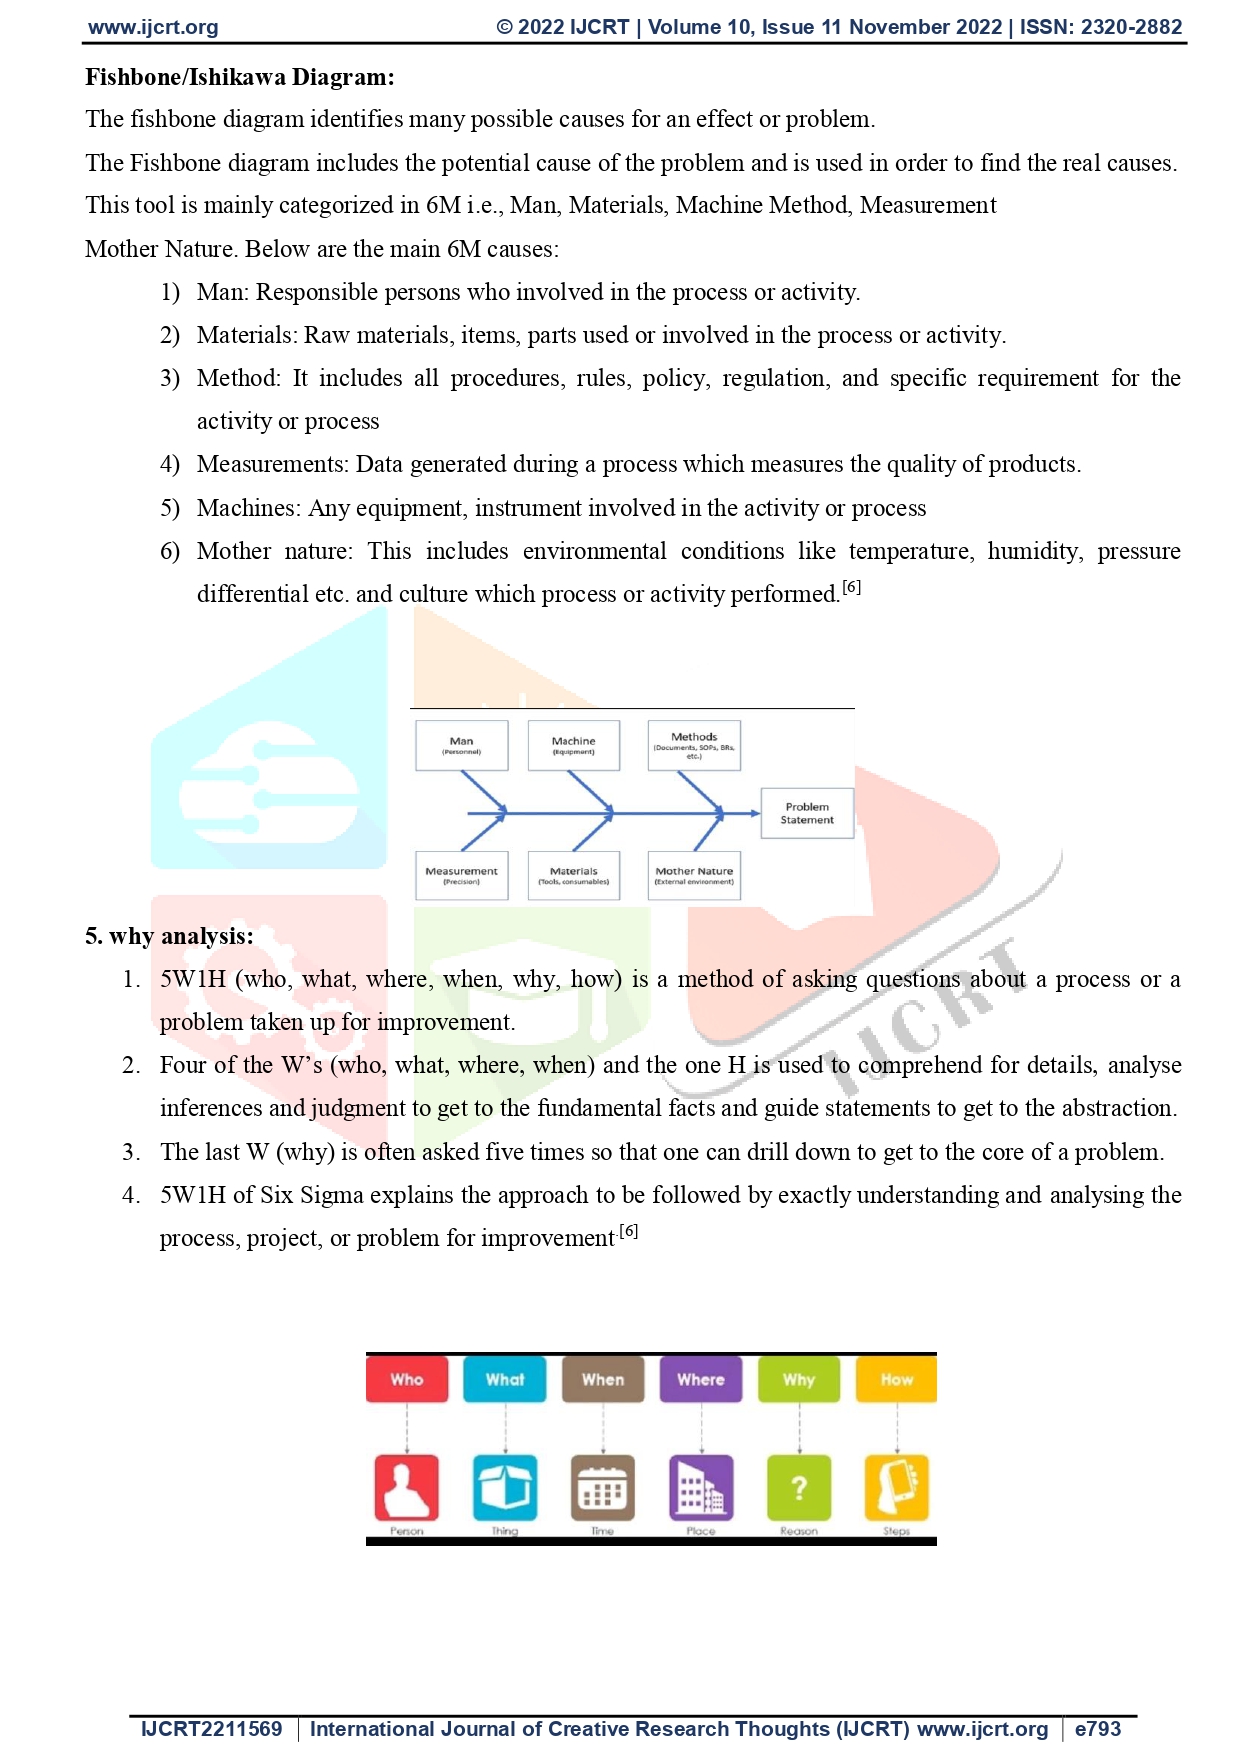 www.ijcrt.org © 2022 IJCRT | Volume 10, Issue 11 November 2022 | ISSN: 2320-2882
Fishbone/Ishikawa Diagram:
The fishbone diagram identifies many possible causes for an effect or problem.
The Fishbone diagram includes the potential cause of the problem and is used in order to find the real causes.
This tool is mainly categorized in 6M i.e., Man, Materials, Machine Method, Measurement
Mother Nature. Below are the main 6M causes:
1) Man: Responsible persons who involved in the process or activity.
2) Materials: Raw materials, items, parts used or involved in the process or activity.
3) Method: It includes all procedures, rules, policy, regulation, and specific requirement for the
activity or process
4) Measurements: Data generated during a process which measures the quality of products.
5) Machines: Any equipment, instrument involved in the activity or process
6) Mother nature: This includes environmental conditions like temperature, humidity, pressure
differential etc. and culture which process or activity performed.[6]
Man
(Personnel)
Machine
(Equipment)
Methods
(Documents, SOPs, BRs,
etc.)
Problem
Statement
Measurement
(Precision)
Materials
(Tools, consumables)
Mother Nature
(External environment)
5. why analysis:
1. 5W1H (who, what, where, when, why, how) is a method of asking questions about a process or a
problem taken up for improvement.
2. Four of the W’s (who, what, where, when) and the one H is used to comprehend for details, analyse
inferences and judgment to get to the fundamental facts and guide statements to get to the abstraction.
3. The last W (why) is often asked five times so that one can drill down to get to the core of a problem.
4. 5W1H of Six Sigma explains the approach to be followed by exactly understanding and analysing the
process, project, or problem for improvement.[6]
IJCRT
Who What When Where Why How
?
Person Thing Time Place Reason Steps
IJCRT2211569 | International Journal of Creative Research Thoughts (IJCRT) www.ijcrt.org | e793